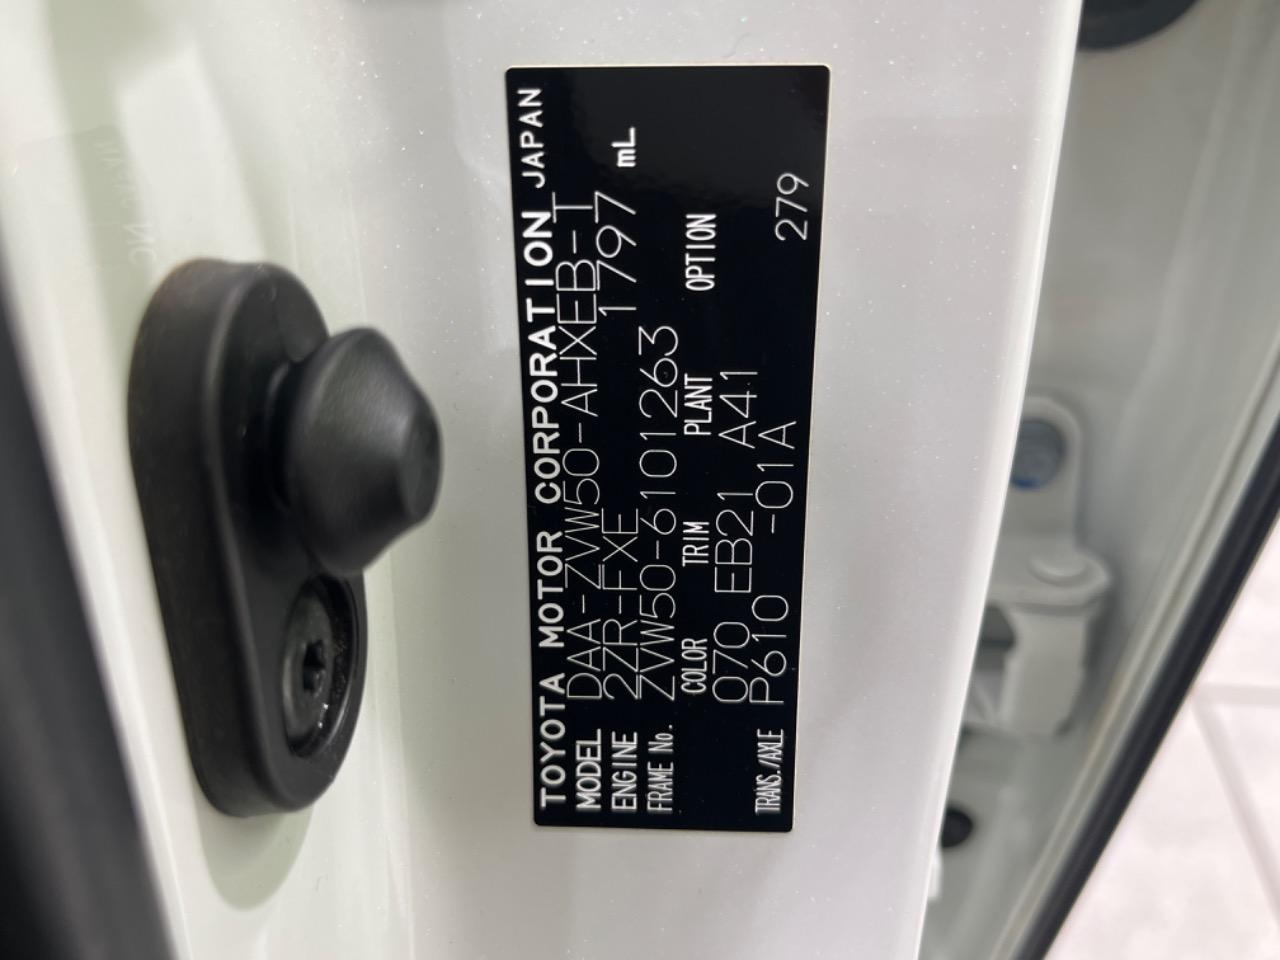 TOYOTA MOTOR CORPORATION JAPAN
MODEL DAA-ZVW50-AHXEB-T
ENGINE 2ZR-FXE 1797 mL
FRAME No. ZVW50-6101263
COLOR TRIM PLANT OPTION
070 EB21 A41
TRANS./AXLE P610 -01A 279